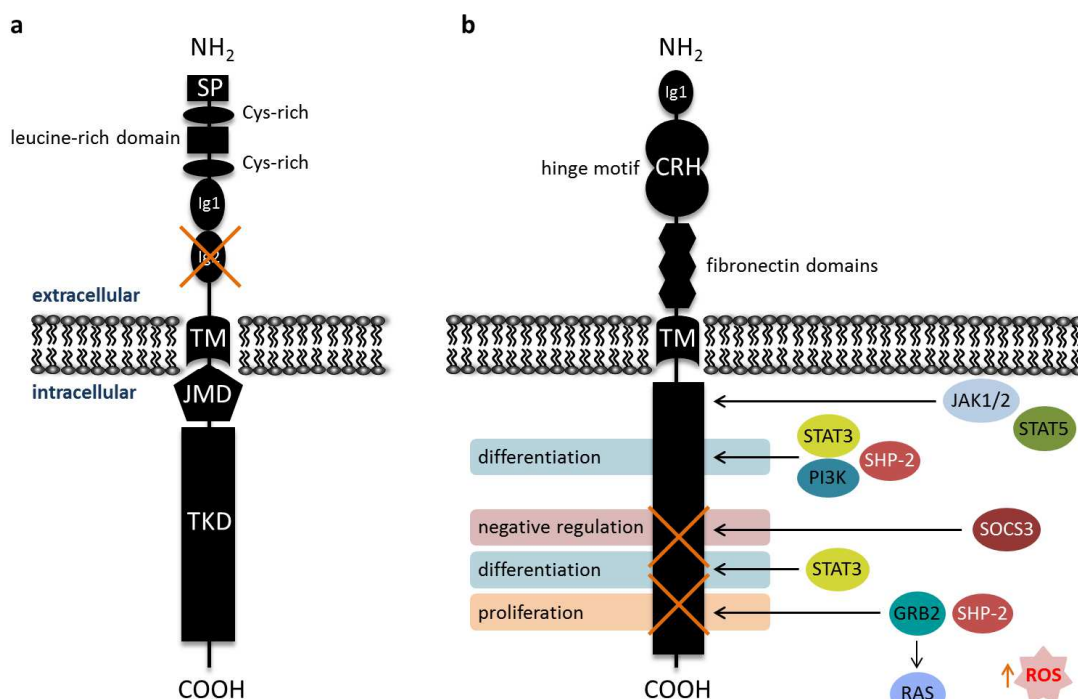 a
NH2
SP
Cys-rich
leucine-rich domain
Cys-rich
Ig1
Ig2
extracellular
TM
intracellular
JMD
TKD
COOH
b
NH2
Ig1
hinge motif
CRH
fibronectin domains
TM
JAK1/2
STAT5
STAT3
differentiation
SHP-2
PI3K
negative regulation
SOCS3
differentiation
STAT3
proliferation
GRB2
SHP-2
COOH
RAS
ROS